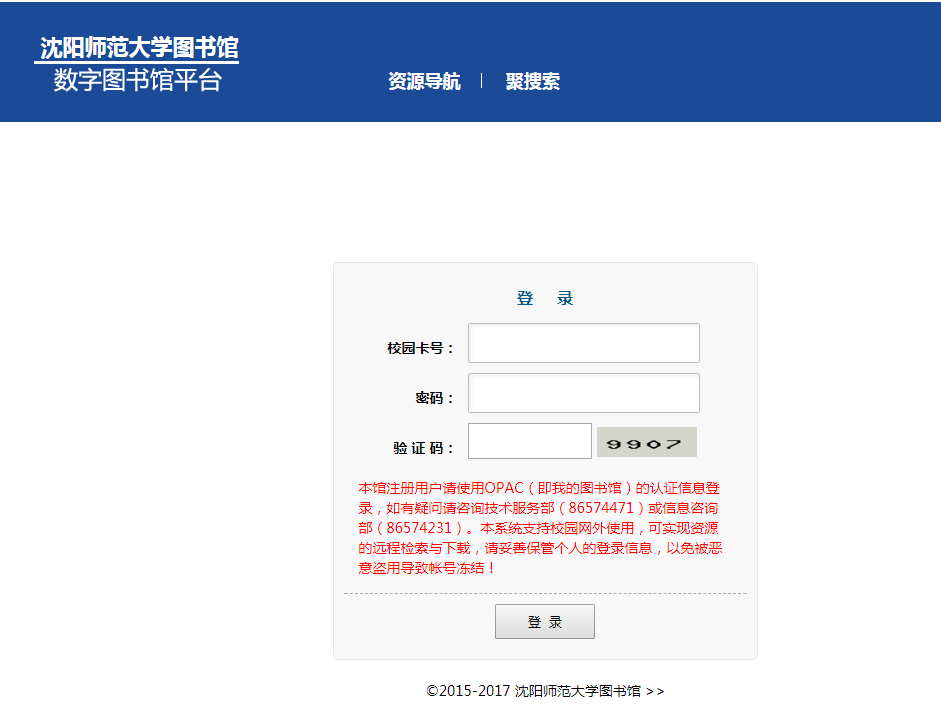 沈阳师范大学图书馆
数字图书馆平台
资源导航 | 聚搜索
登 录
校园卡号：
密码：
验 证 码： 9907
本馆注册用户请使用OPAC（即我的图书馆）的认证信息登
录，如有疑问请咨询技术服务部（86574471）或信息咨询
部（86574231）。本系统支持校园网外使用，可实现资源
的远程检索与下载，请妥善保管个人的登录信息，以免被恶
意盗用导致帐号冻结！
登 录
©2015-2017 沈阳师范大学图书馆 >>